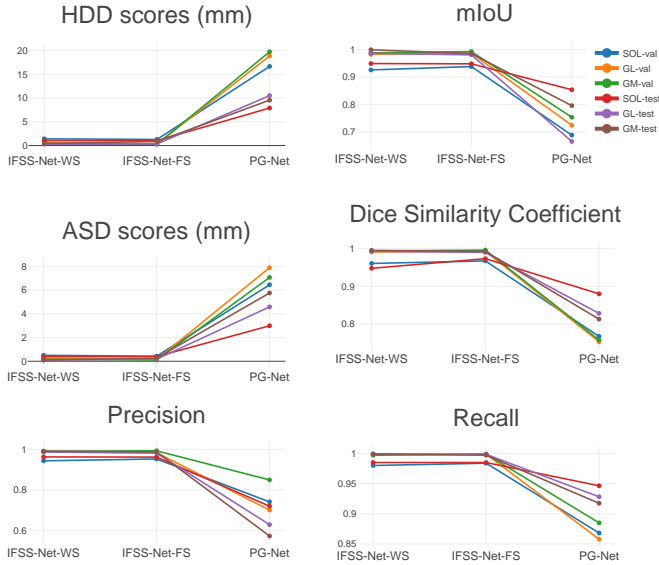 HDD scores (mm)
20
15
10
5
0
IFSS-Net-WS IFSS-Net-FS PG-Net
mIoU
1
0.9
0.8
0.7
IFSS-Net-WS IFSS-Net-FS PG-Net
SOL-val
GL-val
GM-val
SOL-test
GL-test
GM-test
ASD scores (mm)
8
6
4
2
0
IFSS-Net-WS IFSS-Net-FS PG-Net
Dice Similarity Coefficient
1
0.9
0.8
IFSS-Net-WS IFSS-Net-FS PG-Net
Precision
1
0.8
0.6
IFSS-Net-WS IFSS-Net-FS PG-Net
Recall
1
0.95
0.9
0.85
IFSS-Net-WS IFSS-Net-FS PG-Net